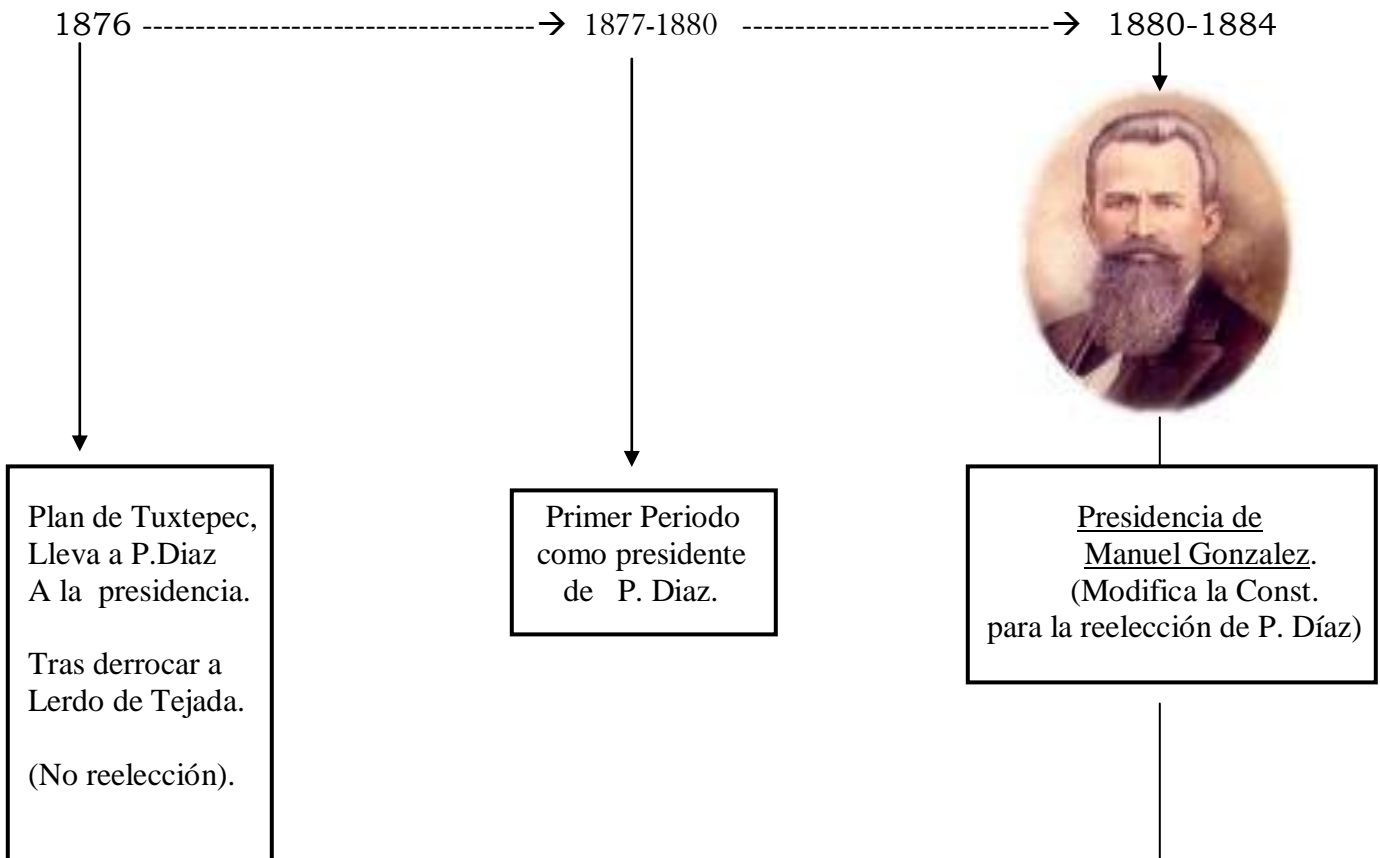 1876 ------------------------------------→ 1877-1880 -----------------------------→ 1880-1884
Plan de Tuxtepec,
Lleva a P.Diaz
A la presidencia.
Tras derrocar a
Lerdo de Tejada.
(No reelección).
Primer Periodo
como presidente
de P. Diaz.
Presidencia de
Manuel Gonzalez.
(Modifica la Const.
para la reelección de P. Díaz)